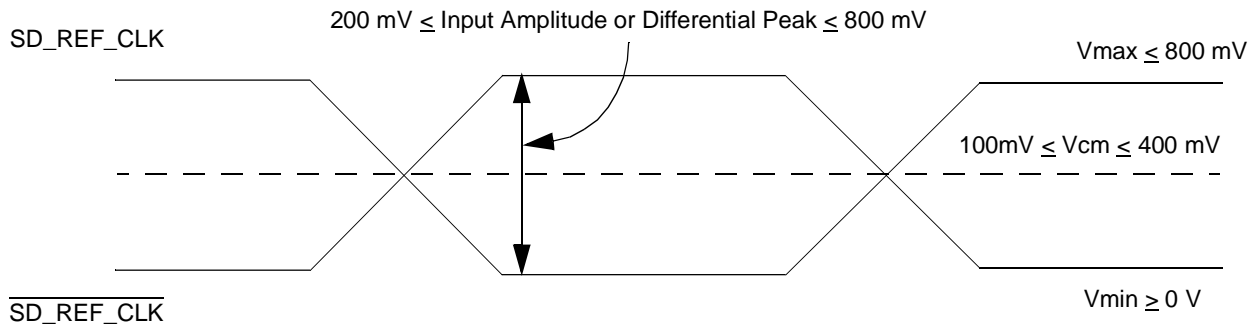 200 mV ≤ Input Amplitude or Differential Peak ≤ 800 mV
SD_REF_CLK
Vmax ≤ 800 mV
100mV ≤ Vcm ≤ 400 mV
Vmin ≥ 0 V
S̅D̅_̅R̅E̅F̅_̅C̅L̅K̅